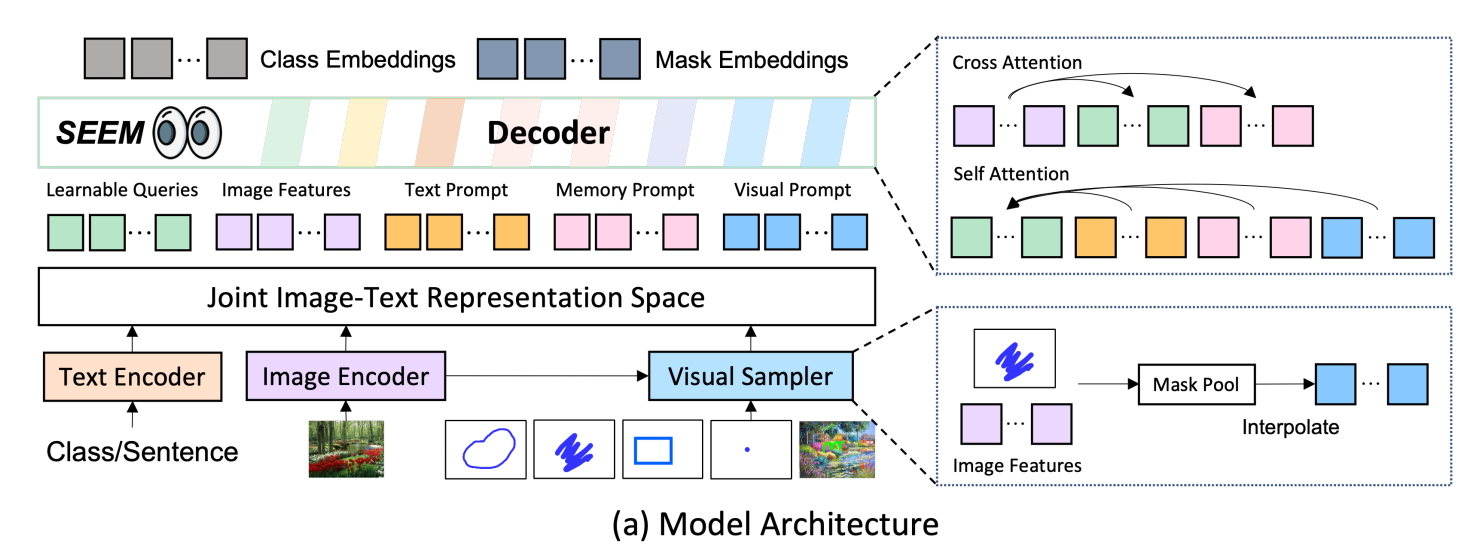 Class Embeddings
Mask Embeddings
SEEM
Decoder
Learnable Queries
Image Features
Text Prompt
Memory Prompt
Visual Prompt
Joint Image-Text Representation Space
Text Encoder
Image Encoder
Visual Sampler
Class/Sentence
Cross Attention
Self Attention
Mask Pool
Interpolate
Image Features
(a) Model Architecture